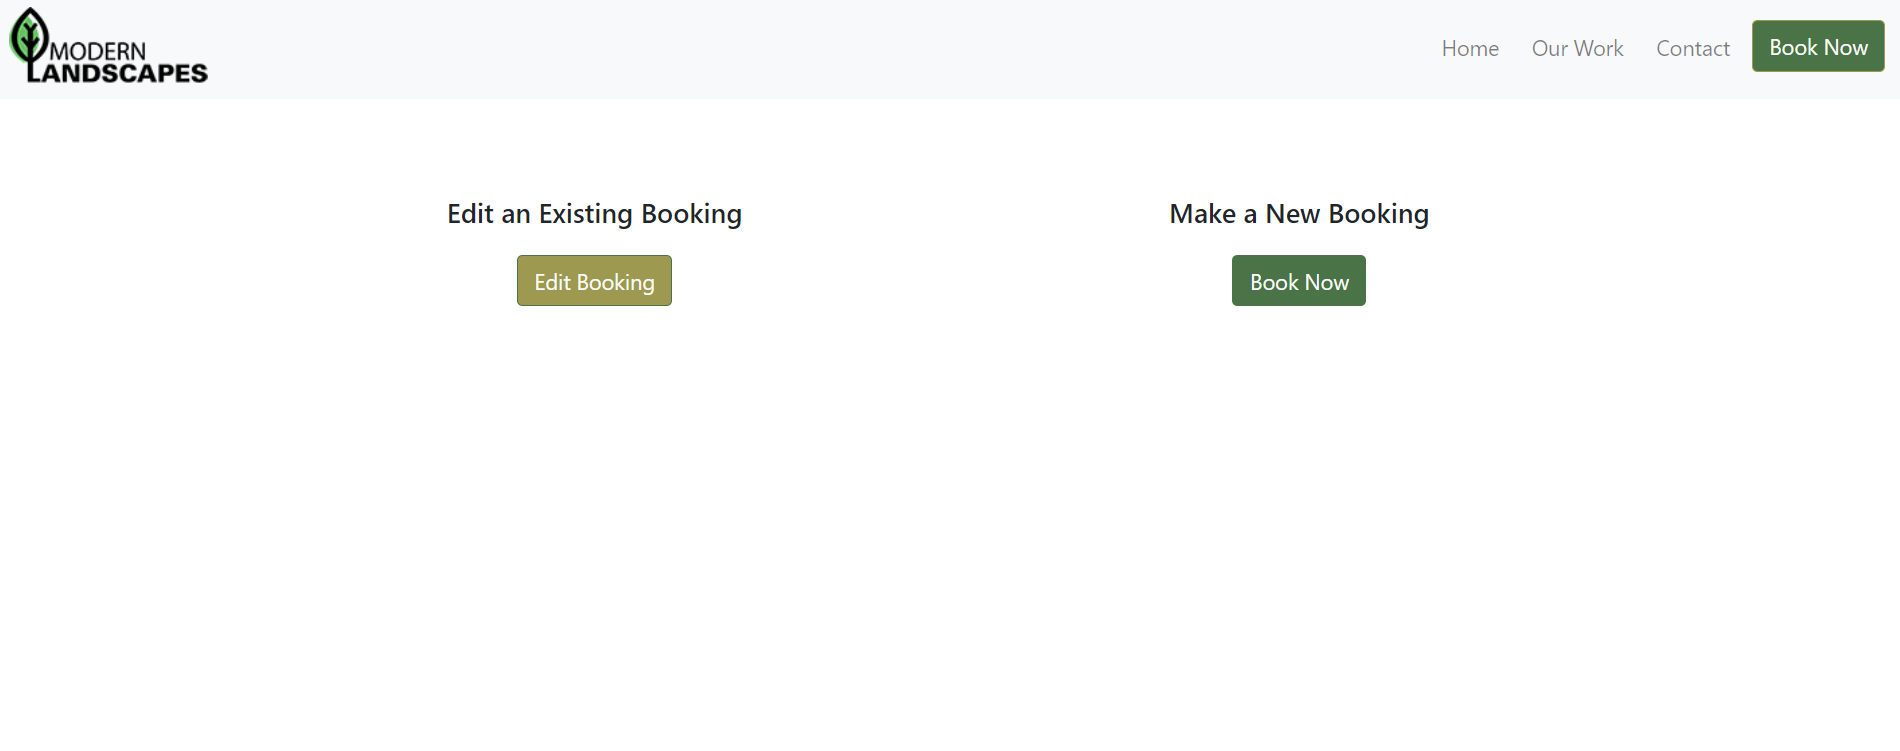 MODERN
LANDSCAPES
Home
Our Work
Contact
Book Now
Edit an Existing Booking
Edit Booking
Make a New Booking
Book Now